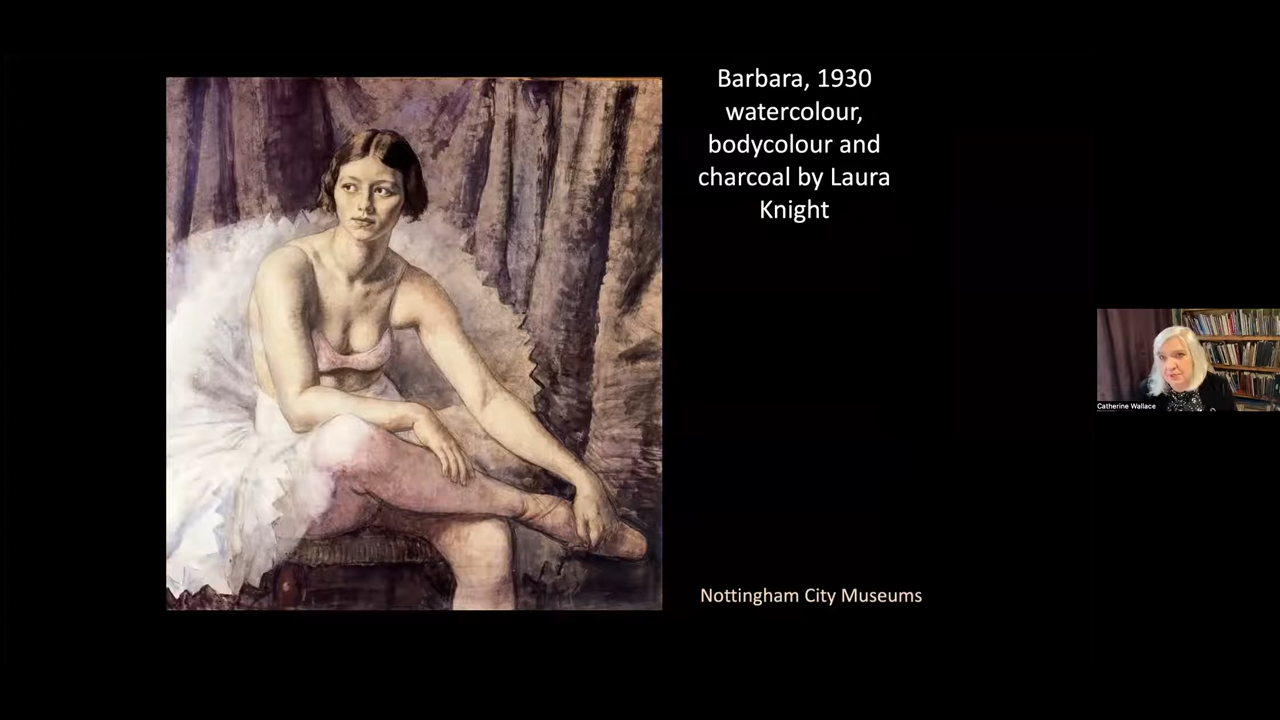 Barbara, 1930
watercolour,
bodycolour and
charcoal by Laura
Knight
Catherine Wallace
Nottingham City Museums